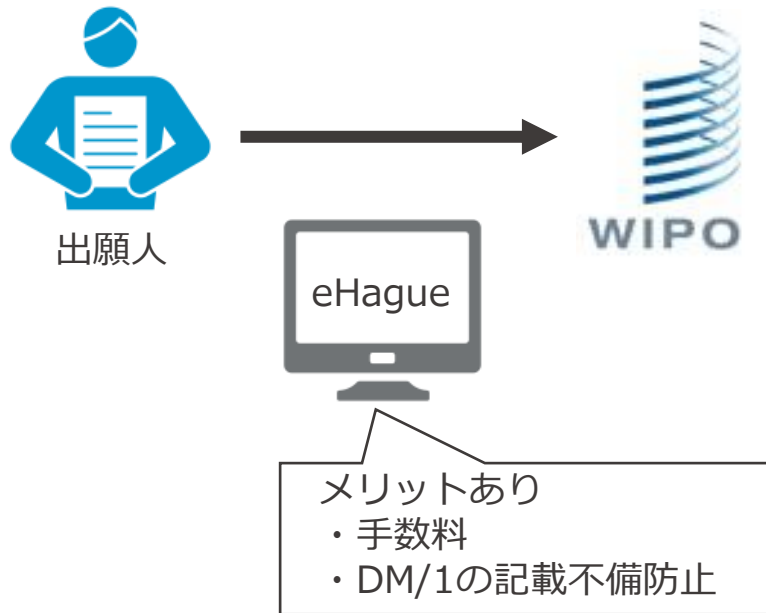 出願人
WIPO
eHague
メリットあり
・手数料
・DM/1の記載不備防止